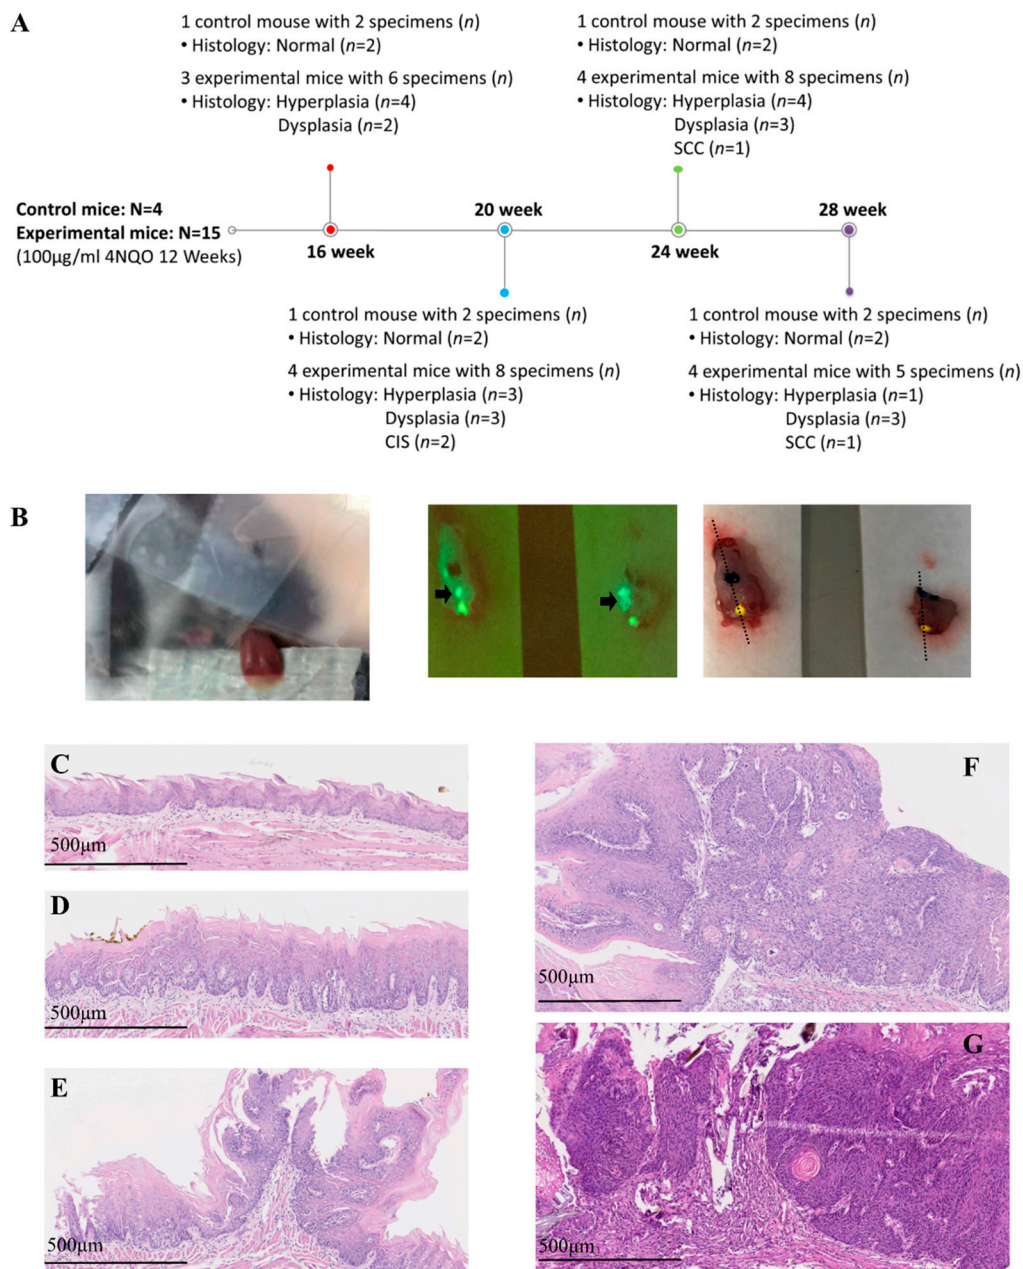 A
1 control mouse with 2 specimens (n)
• Histology: Normal (n=2)
3 experimental mice with 6 specimens (n)
• Histology: Hyperplasia (n=4)
Dysplasia (n=2)
1 control mouse with 2 specimens (n)
• Histology: Normal (n=2)
4 experimental mice with 8 specimens (n)
• Histology: Hyperplasia (n=4)
Dysplasia (n=3)
SCC (n=1)
Control mice: N=4
Experimental mice: N=15
(100µg/ml 4NQO 12 Weeks)
16 week
20 week
24 week
28 week
1 control mouse with 2 specimens (n)
• Histology: Normal (n=2)
4 experimental mice with 8 specimens (n)
• Histology: Hyperplasia (n=3)
Dysplasia (n=3)
CIS (n=2)
1 control mouse with 2 specimens (n)
• Histology: Normal (n=2)
4 experimental mice with 5 specimens (n)
• Histology: Hyperplasia (n=1)
Dysplasia (n=3)
SCC (n=1)
B
C
500µm
D
500µm
E
500µm
F
500µm
G
500µm